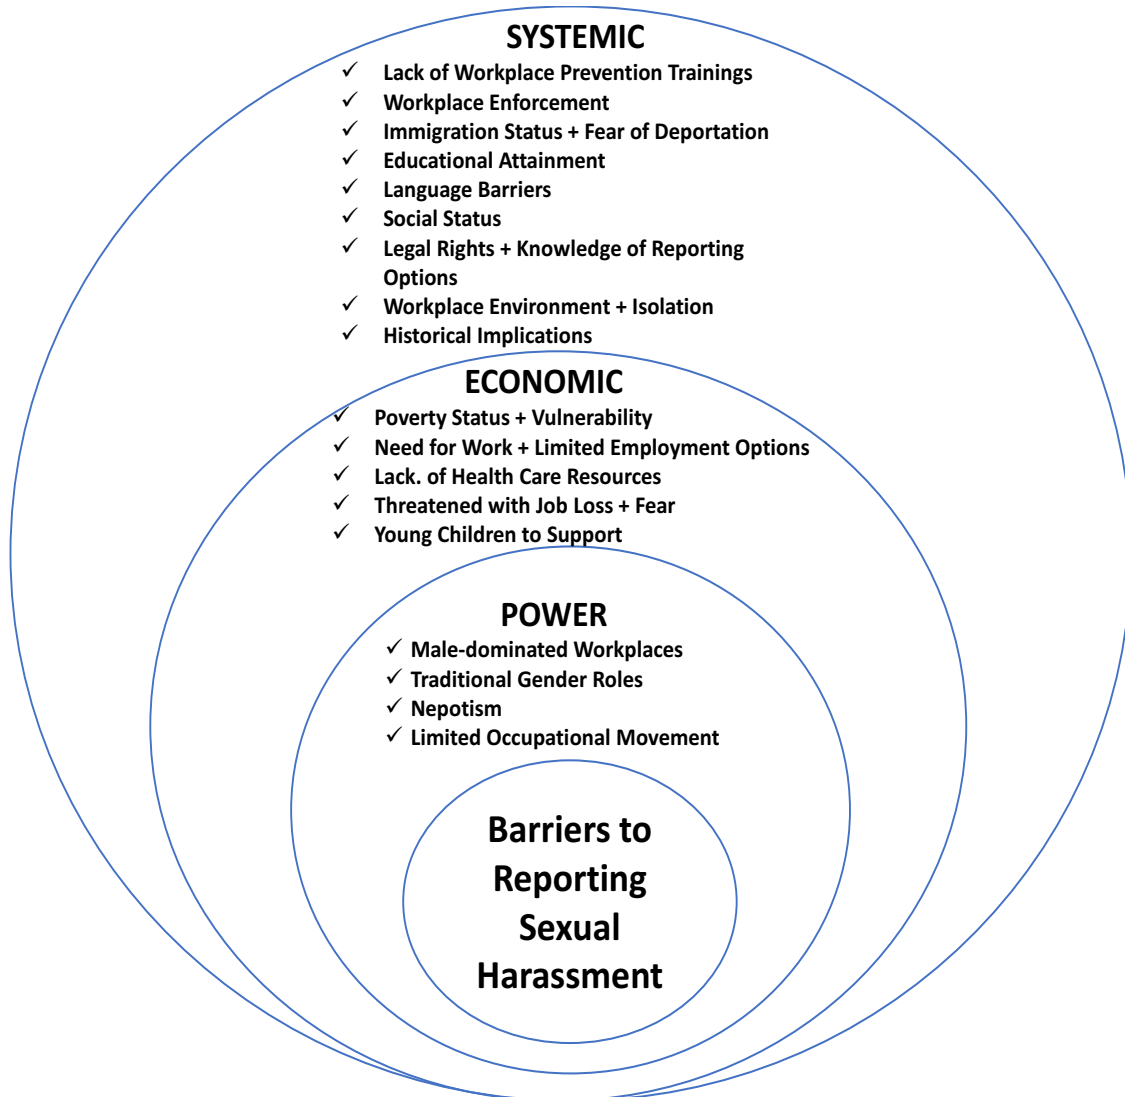 SYSTEMIC
✓ Lack of Workplace Prevention Trainings
✓ Workplace Enforcement
✓ Immigration Status + Fear of Deportation
✓ Educational Attainment
✓ Language Barriers
✓ Social Status
✓ Legal Rights + Knowledge of Reporting
Options
✓ Workplace Environment + Isolation
✓ Historical Implications
ECONOMIC
✓ Poverty Status + Vulnerability
✓ Need for Work + Limited Employment Options
✓ Lack. of Health Care Resources
✓ Threatened with Job Loss + Fear
✓ Young Children to Support
POWER
✓ Male-dominated Workplaces
✓ Traditional Gender Roles
✓ Nepotism
✓ Limited Occupational Movement
Barriers to
Reporting
Sexual
Harassment